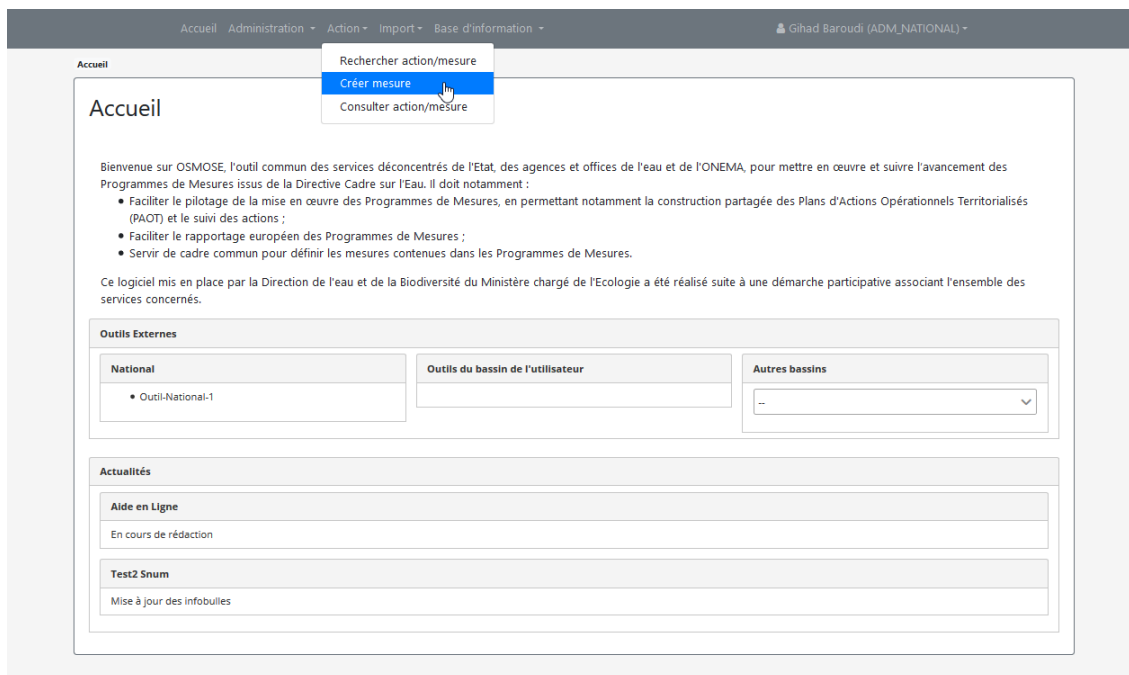 Accueil Administration Action Import Base d'information Gihad Baroudi (ADM_NATIONAL)
Rechercher action/mesure
Créer mesure
Consulter action/mesure
Accueil
Accueil
Bienvenue sur OSMOSE, l'outil commun des services déconcentrés de l'Etat, des agences et offices de l'eau et de l'ONEMA, pour mettre en œuvre et suivre l'avancement des
Programmes de Mesures issus de la Directive Cadre sur l'Eau. Il doit notamment :
• Faciliter le pilotage de la mise en œuvre des Programmes de Mesures, en permettant notamment la construction partagée des Plans d'Actions Opérationnels Territorialisés
(PAOT) et le suivi des actions ;
• Faciliter le rapportage européen des Programmes de Mesures ;
• Servir de cadre commun pour définir les mesures contenues dans les Programmes de Mesures.
Ce logiciel mis en place par la Direction de l'eau et de la Biodiversité du Ministère chargé de l'Ecologie a été réalisé suite à une démarche participative associant l'ensemble des
services concernés.
Outils Externes
National
• Outil-National-1
Outils du bassin de l'utilisateur
Autres bassins
--
Actualités
Aide en Ligne
En cours de rédaction
Test2 Snum
Mise à jour des infobulles